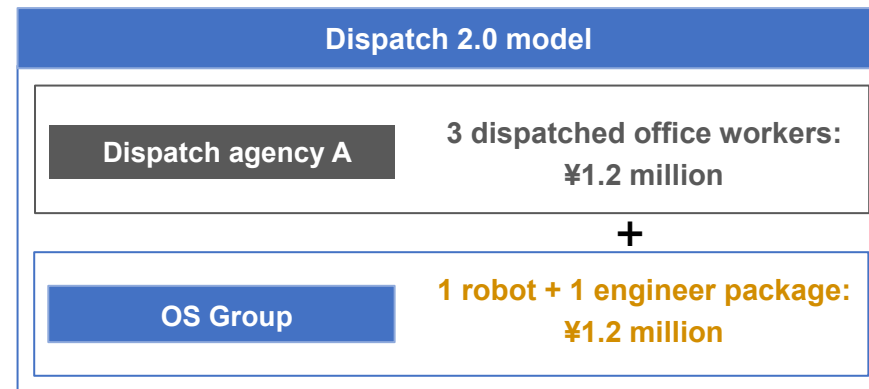 Dispatch 2.0 model
Dispatch agency A
3 dispatched office workers:
¥1.2 million
+
OS Group
1 robot + 1 engineer package:
¥1.2 million